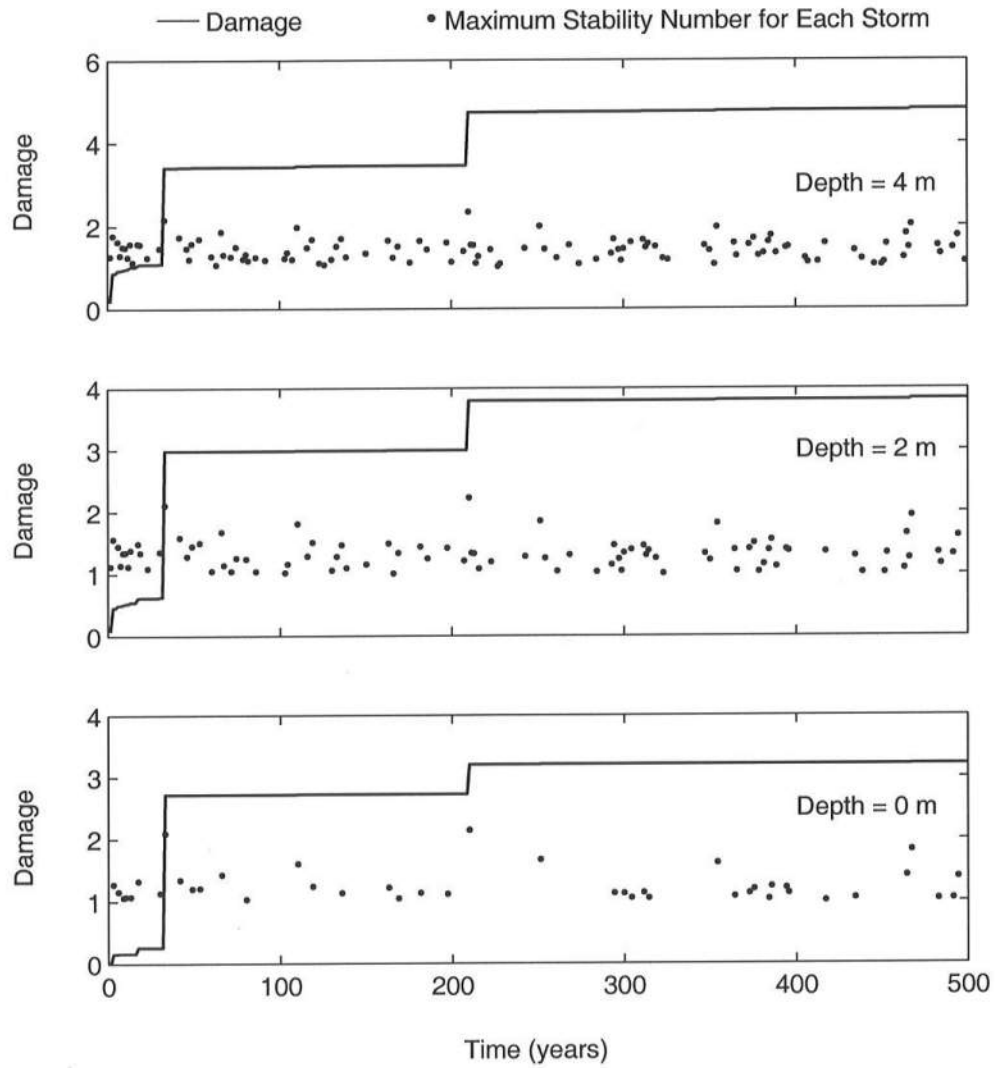 Damage
Maximum Stability Number for Each Storm
6
4
2
0
Damage
Depth = 4 m
4
3
2
1
0
Damage
Depth = 2 m
4
3
2
1
0
Damage
Depth = 0 m
0 100 200 300 400 500
Time (years)